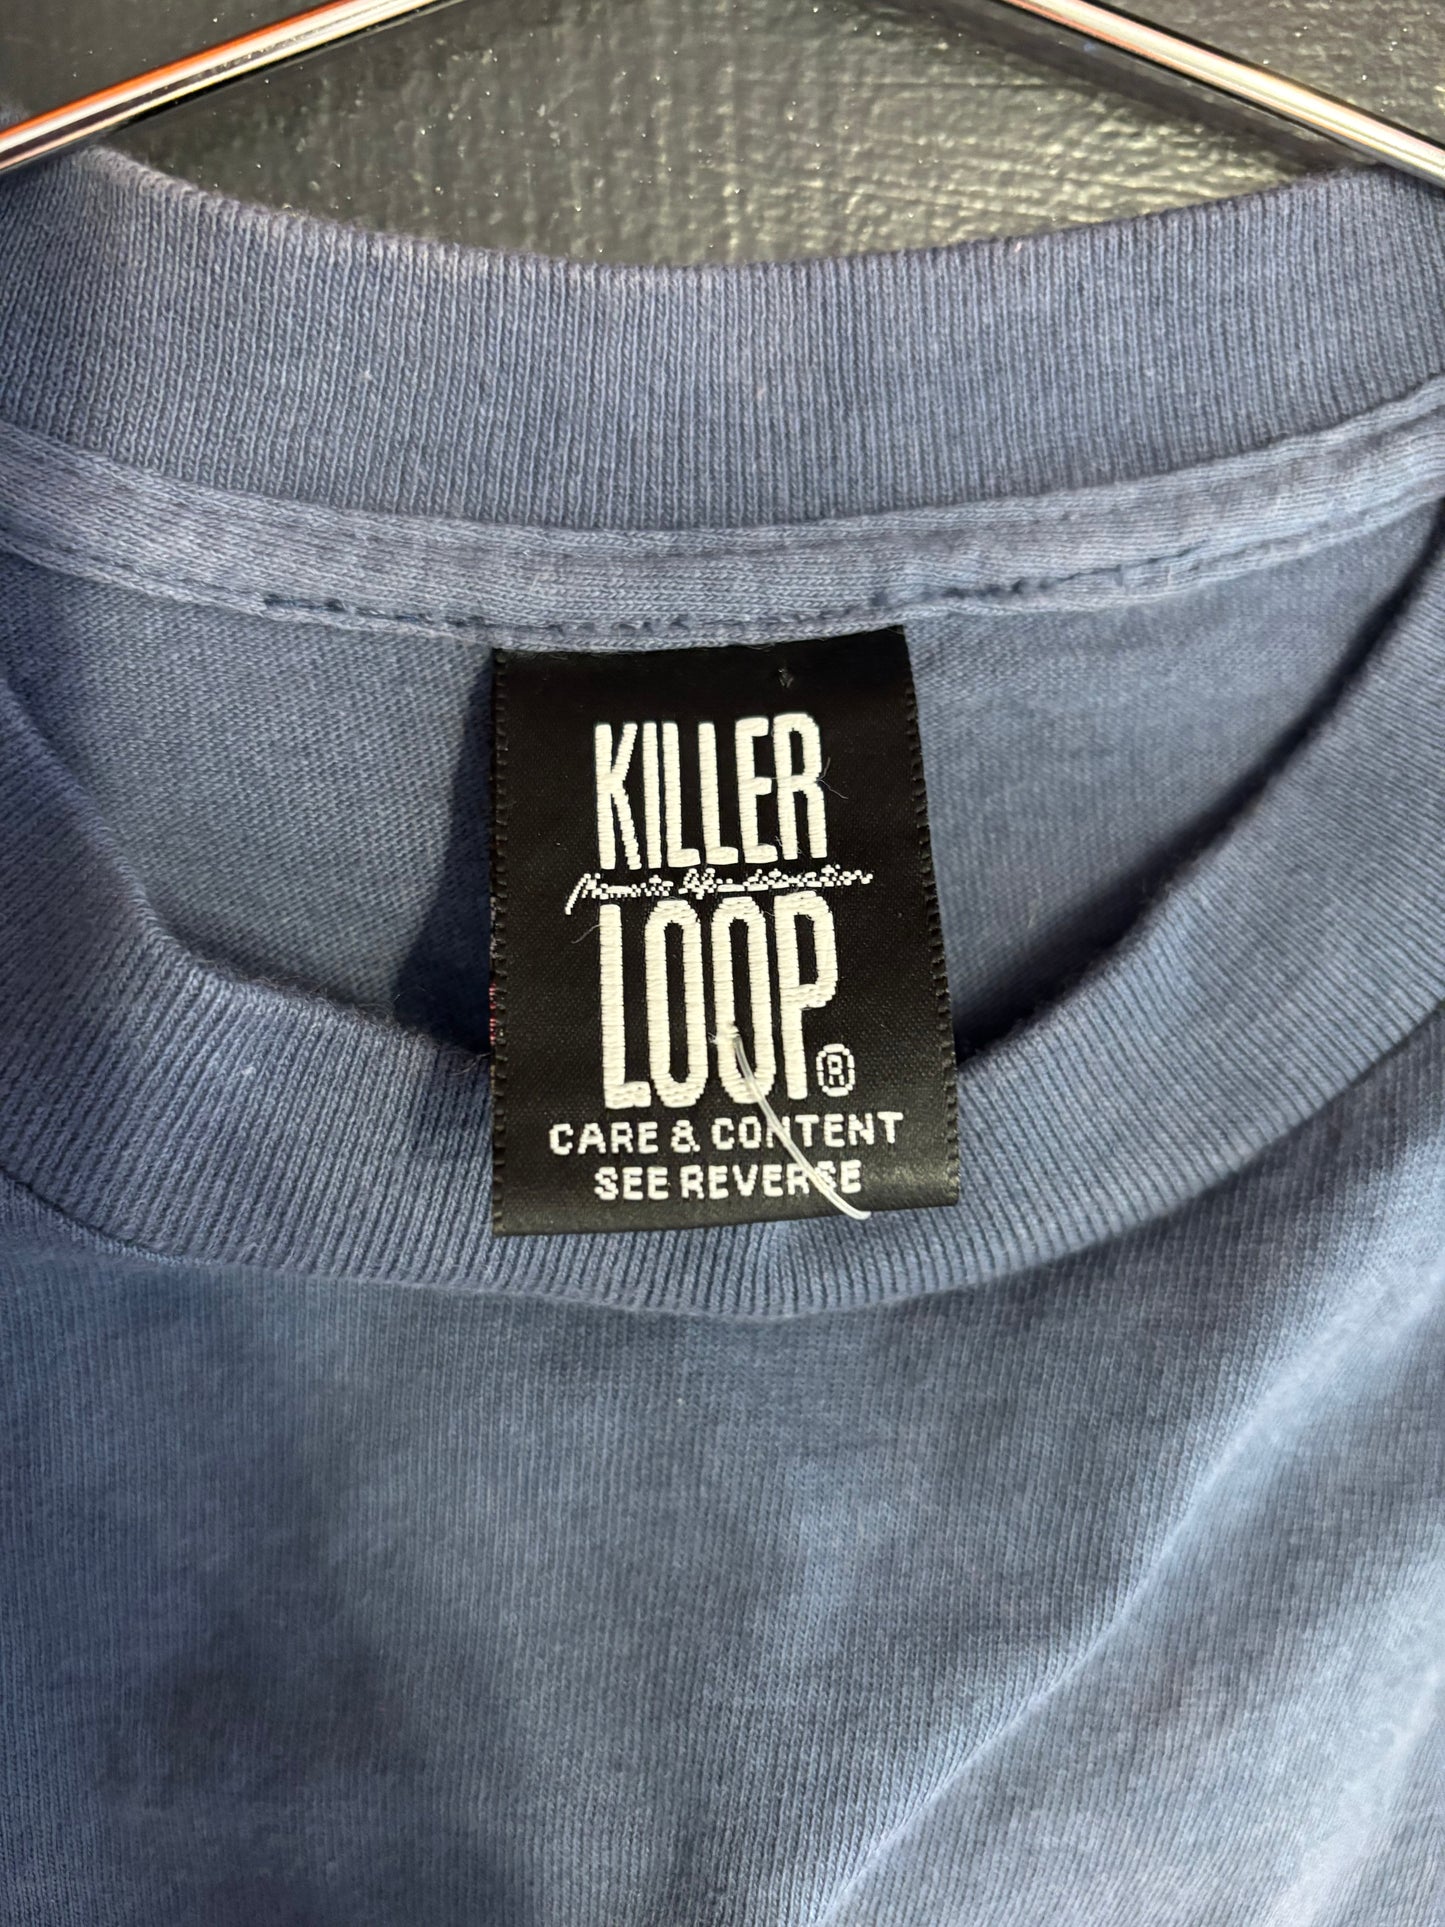 KILLER
LOOP®
CARE & CONTENT
SEE REVERSE